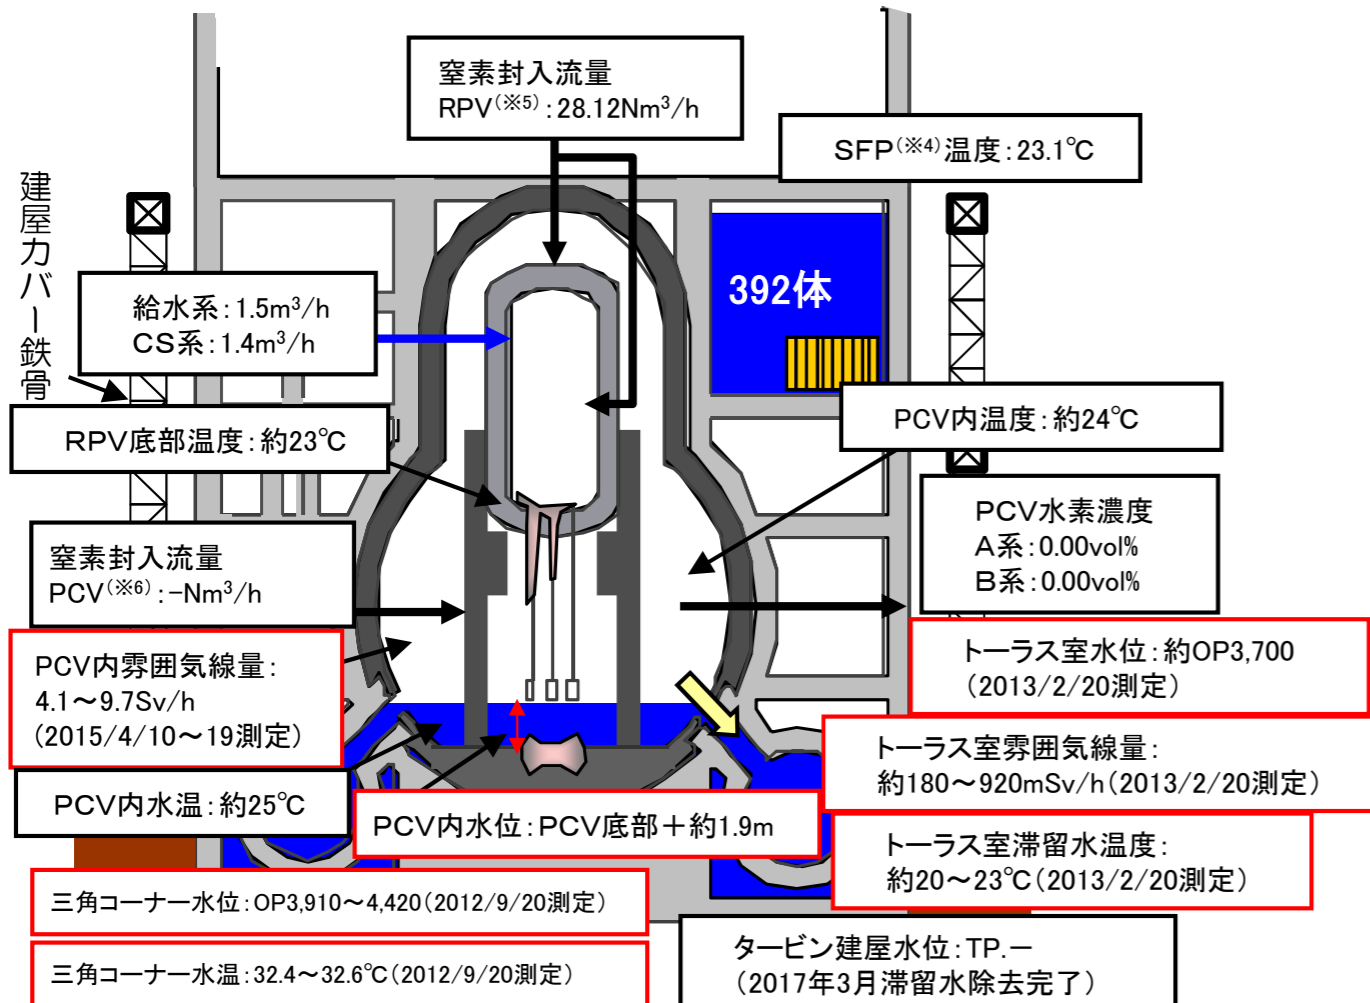 窒素封入流量
RPV(※5):28.12Nm³/h
SFP(※4)温度:23.1℃
建屋カバー鉄骨
392体
給水系:1.5m³/h
CS系:1.4m³/h
RPV底部温度:約23℃
PCV内温度:約24℃
窒素封入流量
PCV(※6):-Nm³/h
PCV水素濃度
A系:0.00vol%
B系:0.00vol%
PCV内雰囲気線量:
4.1～9.7Sv/h
(2015/4/10～19測定)
トーラス室水位:約OP3,700
(2013/2/20測定)
トーラス室雰囲気線量:
約180～920mSv/h(2013/2/20測定)
PCV内水温:約25℃
PCV内水位:PCV底部+約1.9m
トーラス室滞留水温度:
約20～23℃(2013/2/20測定)
三角コーナー水位:OP3,910～4,420(2012/9/20測定)
三角コーナー水温:32.4～32.6℃(2012/9/20測定)
タービン建屋水位:TP.-
(2017年3月滞留水除去完了)